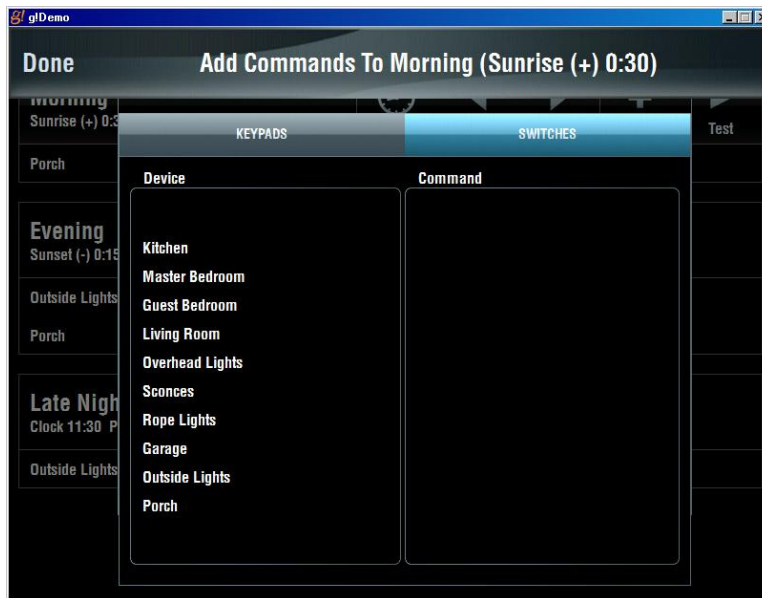 g! g!Demo
Done
Add Commands To Morning (Sunrise (+) 0:30)
Morning
Sunrise (+) 0:3
Test
KEYPADS
SWITCHES
Porch
Device
Command
Evening
Sunset (-) 0:15
Outside Lights
Porch
Kitchen
Master Bedroom
Guest Bedroom
Living Room
Overhead Lights
Sconces
Rope Lights
Garage
Outside Lights
Porch
Late Nigh
Clock 11:30 P
Outside Lights